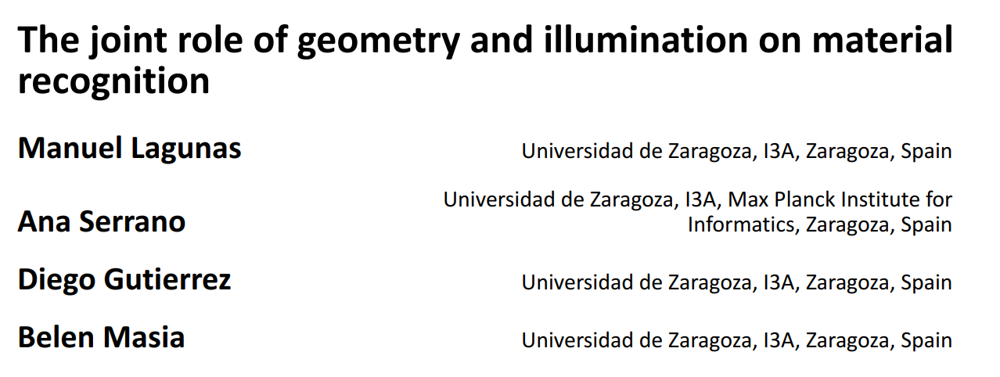 The joint role of geometry and illumination on material
recognition
Manuel Lagunas
Universidad de Zaragoza, I3A, Zaragoza, Spain
Ana Serrano
Universidad de Zaragoza, I3A, Max Planck Institute for
Informatics, Zaragoza, Spain
Diego Gutierrez
Universidad de Zaragoza, I3A, Zaragoza, Spain
Belen Masia
Universidad de Zaragoza, I3A, Zaragoza, Spain